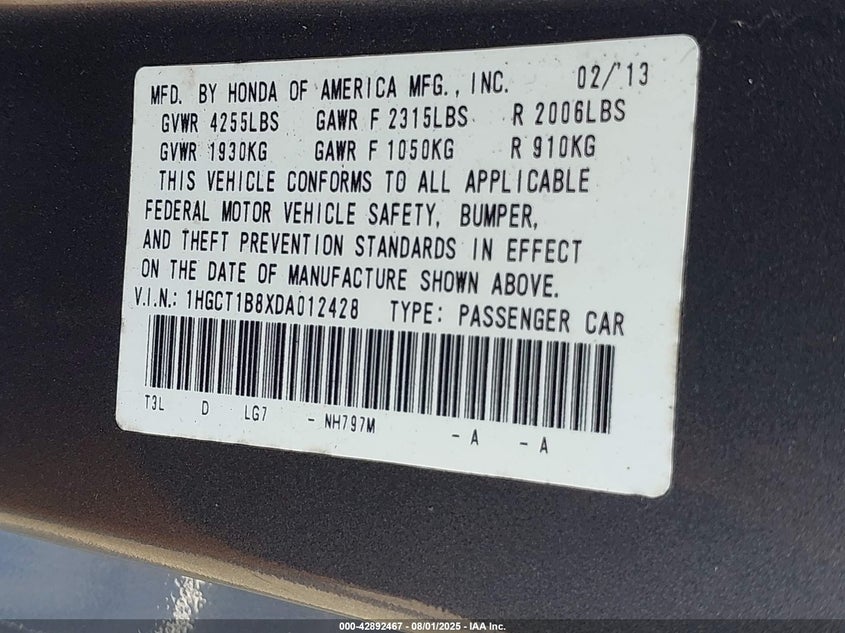 MFD. BY HONDA OF AMERICA MFG., INC. 02/'13
GVWR 4255LBS GAWR F 2315LBS R 2006LBS
GVWR 1930KG GAWR F 1050KG R 910KG
THIS VEHICLE CONFORMS TO ALL APPLICABLE
FEDERAL MOTOR VEHICLE SAFETY, BUMPER,
AND THEFT PREVENTION STANDARDS IN EFFECT
ON THE DATE OF MANUFACTURE SHOWN ABOVE.
V.I.N.: 1HGCT1B8XDA012428 TYPE: PASSENGER CAR
T3L D LG7 - NH797M - A - A
000-42892467 - 08/01/2025 - IAA Inc.